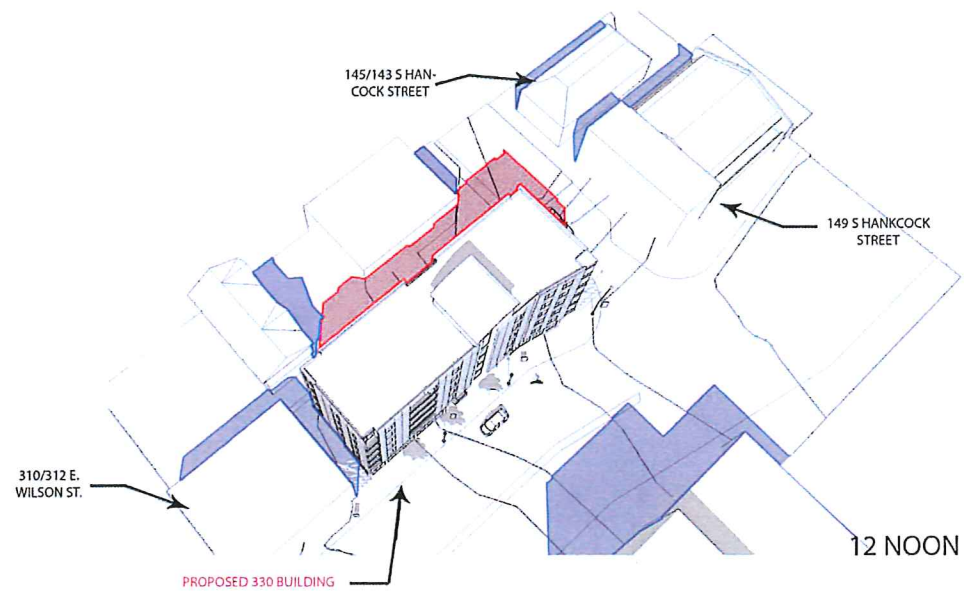 145/143 S HAN-
COCK STREET
149 S HANKCOCK
STREET
310/312 E.
WILSON ST.
12 NOON
PROPOSED 330 BUILDING